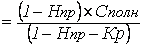 = (1 - Нпр) × Сполн
(1 - Нпр - Кр)